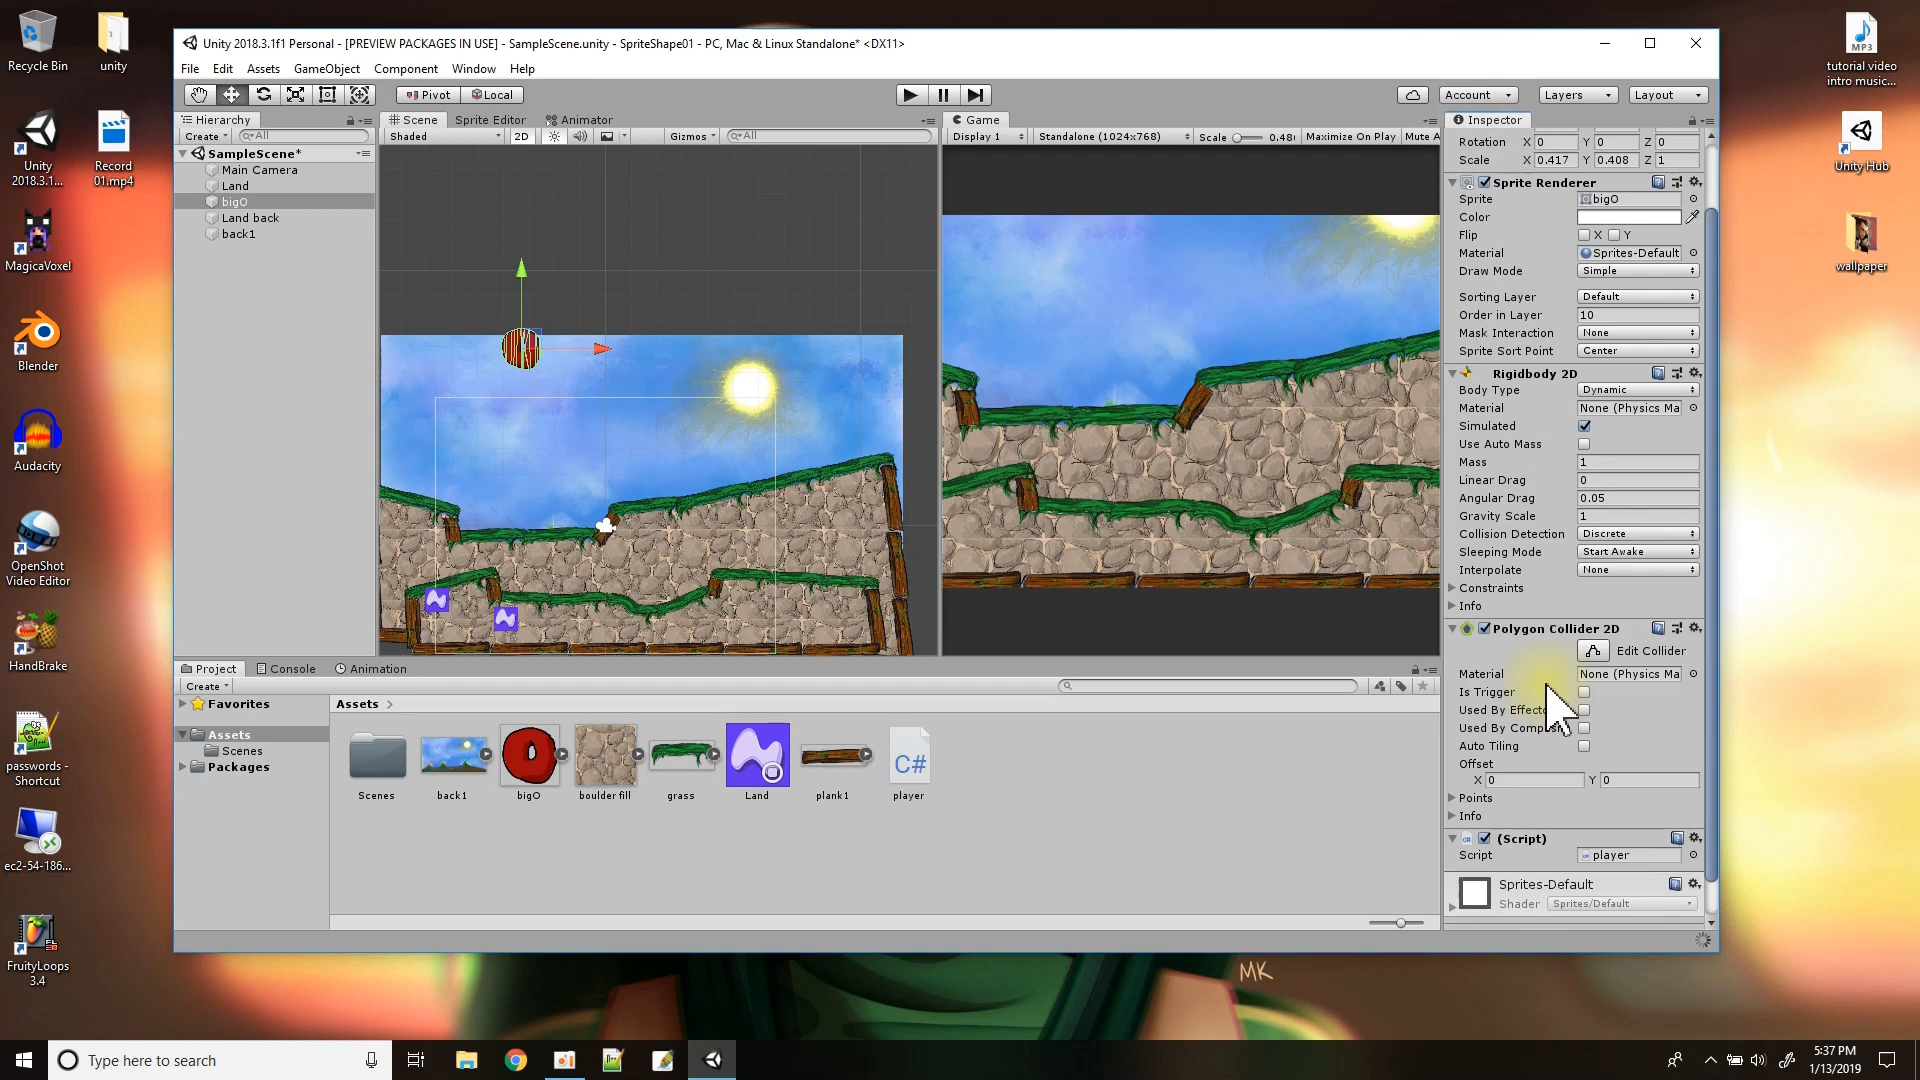 Recycle Bin
unity
Unity 2018.3.1...
Record 01.mp4
MagicaVoxel
Blender
Audacity
OpenShot Video Editor
HandBrake
passwords - Shortcut
ec2-54-186...
FruityLoops 3.4
tutorial video intro music...
MP3
Unity Hub
wallpaper
Unity 2018.3.1f1 Personal - [PREVIEW PACKAGES IN USE] - SampleScene.unity - SpriteShape01 - PC, Mac & Linux Standalone* <DX11>
File Edit Assets GameObject Component Window Help
Pivot Local Account Layers Layout
Hierarchy
Create All
SampleScene*
Main Camera
Land
bigO
Land back
back1
Scene Sprite Editor Animator
Shaded 2D Gizmos All
Game
Display 1 Standalone (1024x768) Scale 0.48 Maximize On Play Mute A
Inspector
Rotation X 0 Y 0 Z 0
Scale X 0.417 Y 0.408 Z 1
Sprite Renderer
Sprite bigO
Color
Flip X Y
Material Sprites-Default
Draw Mode Simple
Sorting Layer Default
Order in Layer 10
Mask Interaction None
Sprite Sort Point Center
Rigidbody 2D
Body Type Dynamic
Material None (Physics Ma
Simulated
Use Auto Mass
Mass 1
Linear Drag 0
Angular Drag 0.05
Gravity Scale 1
Collision Detection Discrete
Sleeping Mode Start Awake
Interpolate None
Constraints
Info
Polygon Collider 2D
Edit Collider
Material None (Physics Ma
Is Trigger
Used By
Used By
Auto Tiling
Offset
X 0 Y 0
Points
Info
(Script)
Script player
Sprites-Default
Shader Sprites/Default
Project Console Animation
Create
Favorites
Assets
Scenes
Packages
Assets
Scenes
back1
bigO
boulder fill
grass
Land
plank1
C#
player
MK
Type here to search
5:37 PM
1/13/2019